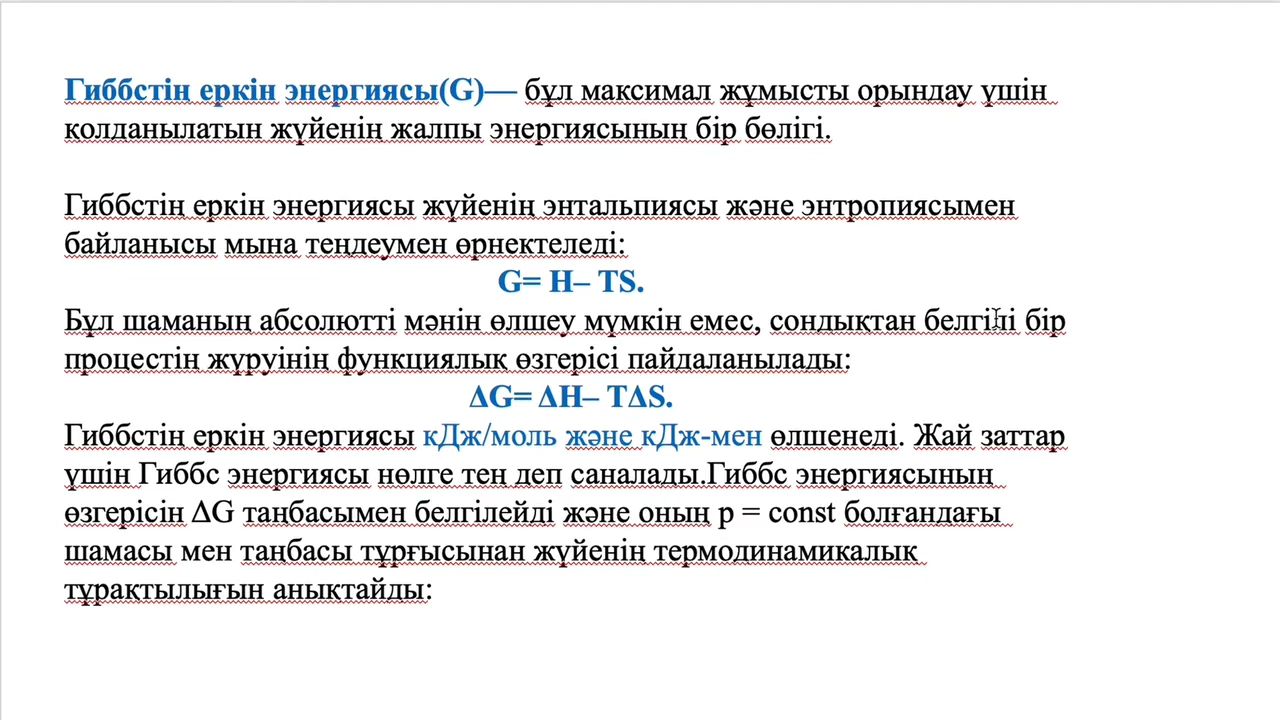 Гиббстің еркін энергиясы(G)— бұл максимал жұмысты орындау үшін
қолданылатын жүйенің жалпы энергиясының бір бөлігі.
Гиббстің еркін энергиясы жүйенің энтальпиясы және энтропиясымен
байланысы мына теңдеумен өрнектеледі:
G= H– TS.
Бұл шаманың абсолютті мәнін өлшеу мүмкін емес, сондықтан белгілі бір
процестің жүруінің функциялық өзгерісі пайдаланылады:
ΔG= ΔH– TΔS.
Гиббстің еркін энергиясы кДж/моль және кДж-мен өлшенеді. Жай заттар
үшін Гиббс энергиясы нөлге тең деп саналады.Гиббс энергиясының
өзгерісін ΔG таңбасымен белгілейді және оның p = const болғандағы
шамасы мен таңбасы тұрғысынан жүйенің термодинамикалық
тұрақтылығын анықтайды: